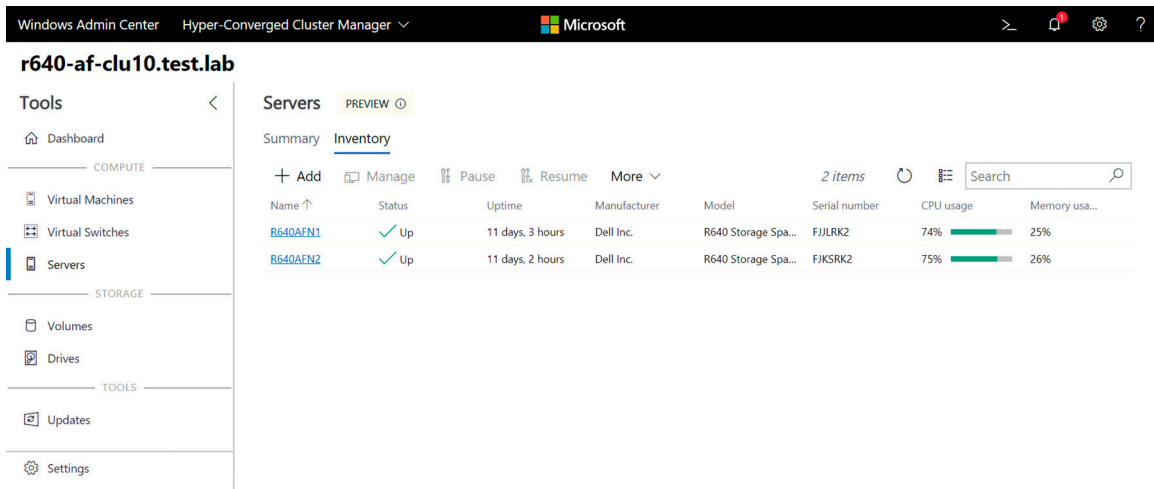 Windows Admin Center Hyper-Converged Cluster Manager Microsoft >_ 1 ?
r640-af-clu10.test.lab
Tools
Dashboard
COMPUTE
Virtual Machines
Virtual Switches
Servers
STORAGE
Volumes
Drives
TOOLS
Updates
Settings
Servers PREVIEW
Summary Inventory
Add Manage Pause Resume More 2 items Search
Name Status Uptime Manufacturer Model Serial number CPU usage Memory usa...
R640AFN1 Up 11 days, 3 hours Dell Inc. R640 Storage Spa... FJJLRK2 74% 25%
R640AFN2 Up 11 days, 2 hours Dell Inc. R640 Storage Spa... FJKSRK2 75% 26%